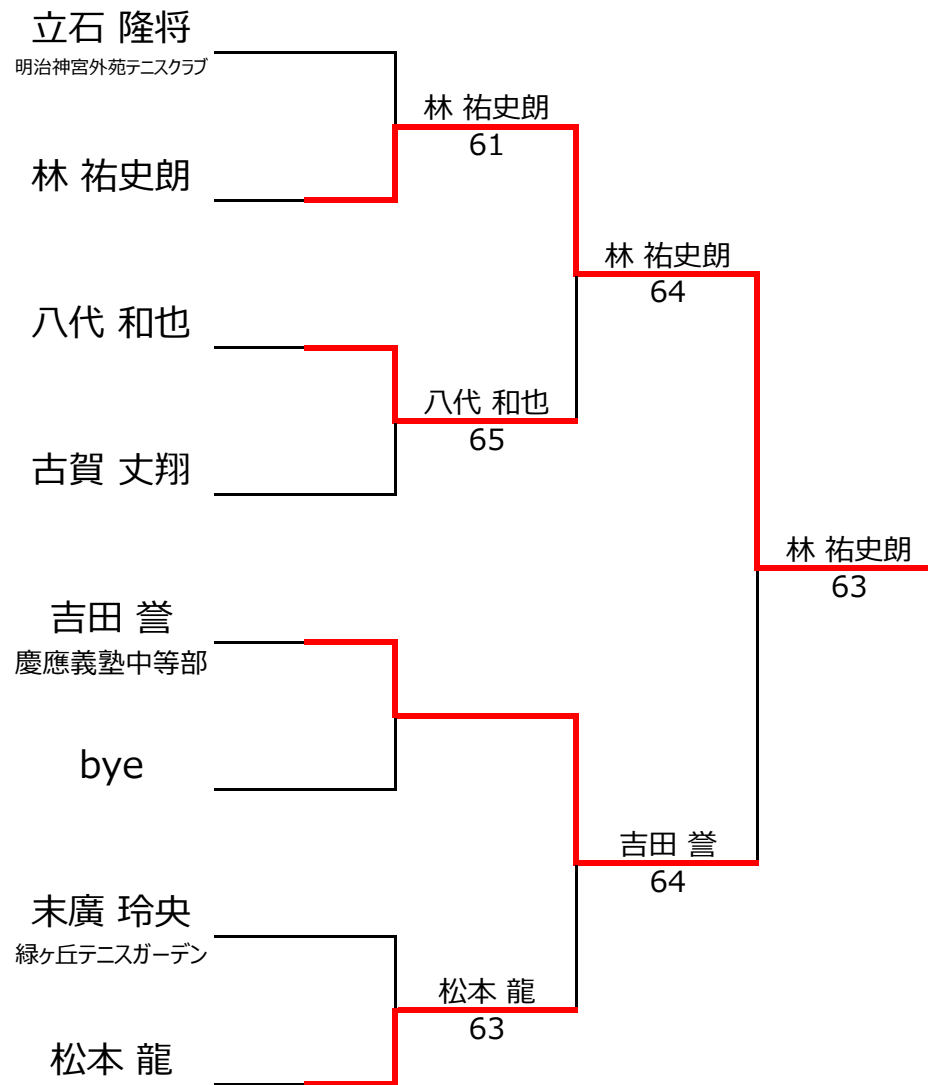 立石 隆将
明治神宮外苑テニスクラブ
林 祐史朗
61
林 祐史朗
林 祐史朗
64
八代 和也
八代 和也
65
古賀 丈翔
林 祐史朗
63
吉田 誉
慶應義塾中等部
bye
吉田 誉
64
末廣 玲央
緑ヶ丘テニスガーデン
松本 龍
63
松本 龍